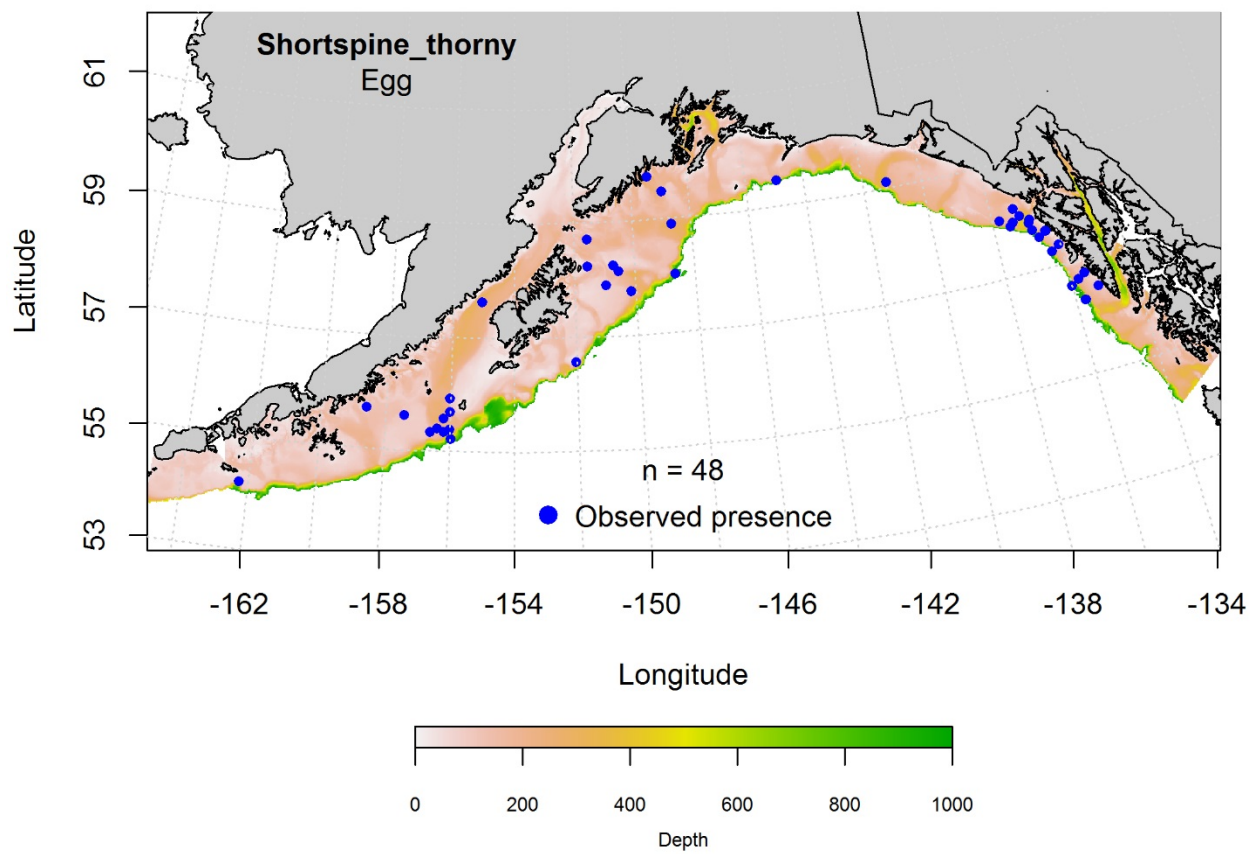 Shortspine_thorny
Egg
61
59
57
55
53
Latitude
n = 48
Observed presence
-162 -158 -154 -150 -146 -142 -138 -134
Longitude
0 200 400 600 800 1000
Depth